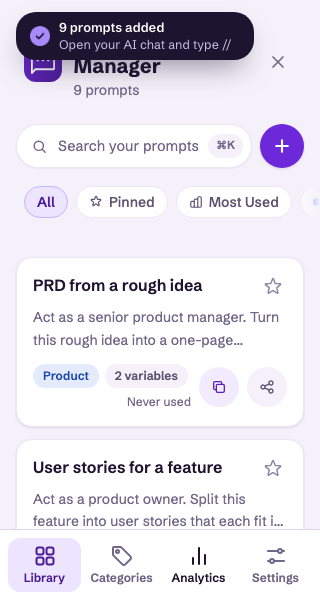 9 prompts added
Open your AI chat and type //
Manager
9 prompts
Search your prompts ⌘K
All Pinned Most Used
PRD from a rough idea
Act as a senior product manager. Turn
this rough idea into a one-page...
Product 2 variables
Never used
User stories for a feature
Act as a product owner. Split this
feature into user stories that each fit i...
Library Categories Analytics Settings